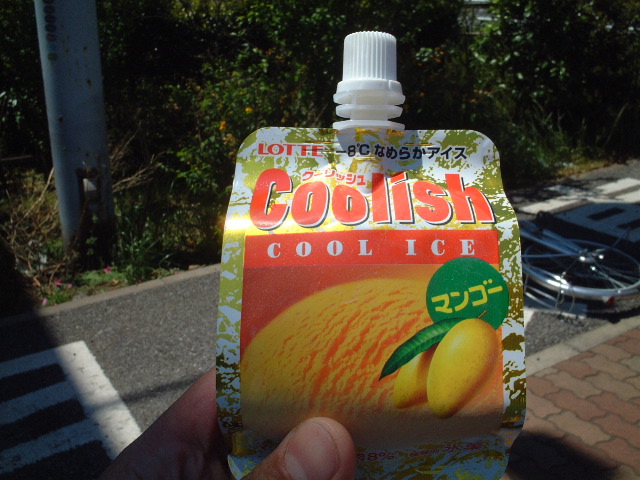 LOTTE −8℃ なめらかアイス
クーリッシュ
Coolish
COOL ICE
マンゴー
8%